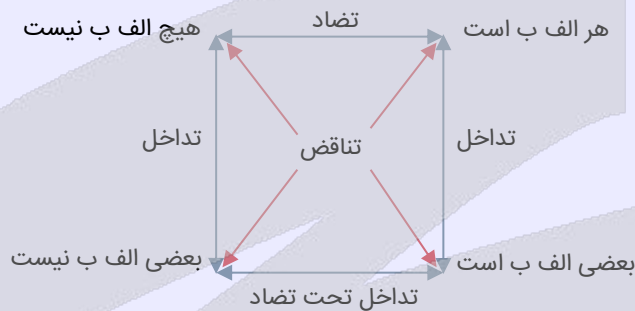 تضاد
هر الف ب است
هیچ الف ب نیست
تداخل
تناقض
تداخل
بعضی الف ب است
بعضی الف ب نیست
تداخل تحت تضاد